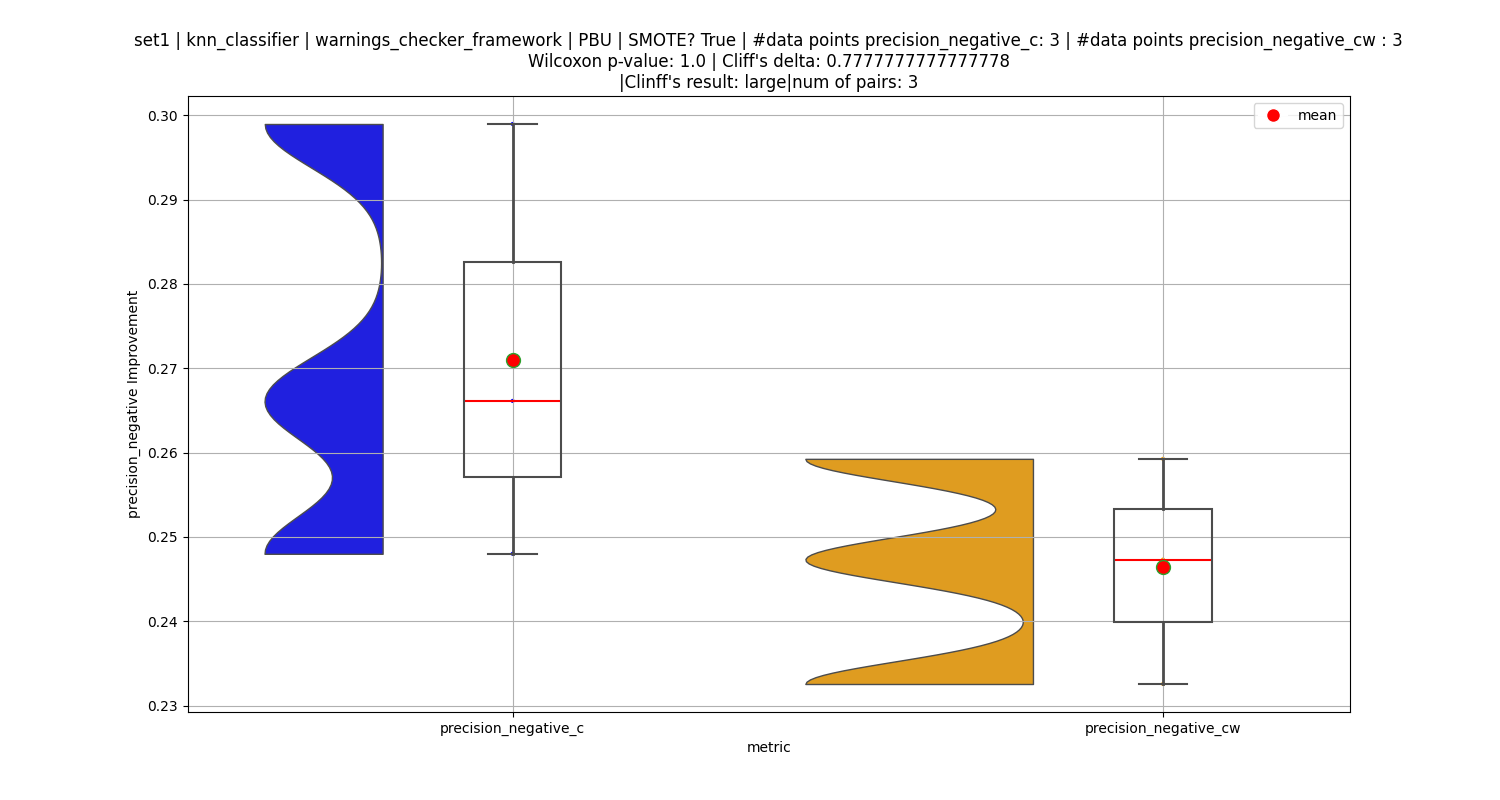 set1 | knn_classifier | warnings_checker_framework | PBU | SMOTE? True | #data points precision_negative_c: 3 | #data points precision_negative_cw : 3
Wilcoxon p-value: 1.0 | Cliff's delta: 0.7777777777777778
|Clinff's result: large|num of pairs: 3
mean
0.30
0.29
0.28
0.27
0.26
0.25
0.24
0.23
precision_negative Improvement
precision_negative_c
precision_negative_cw
metric